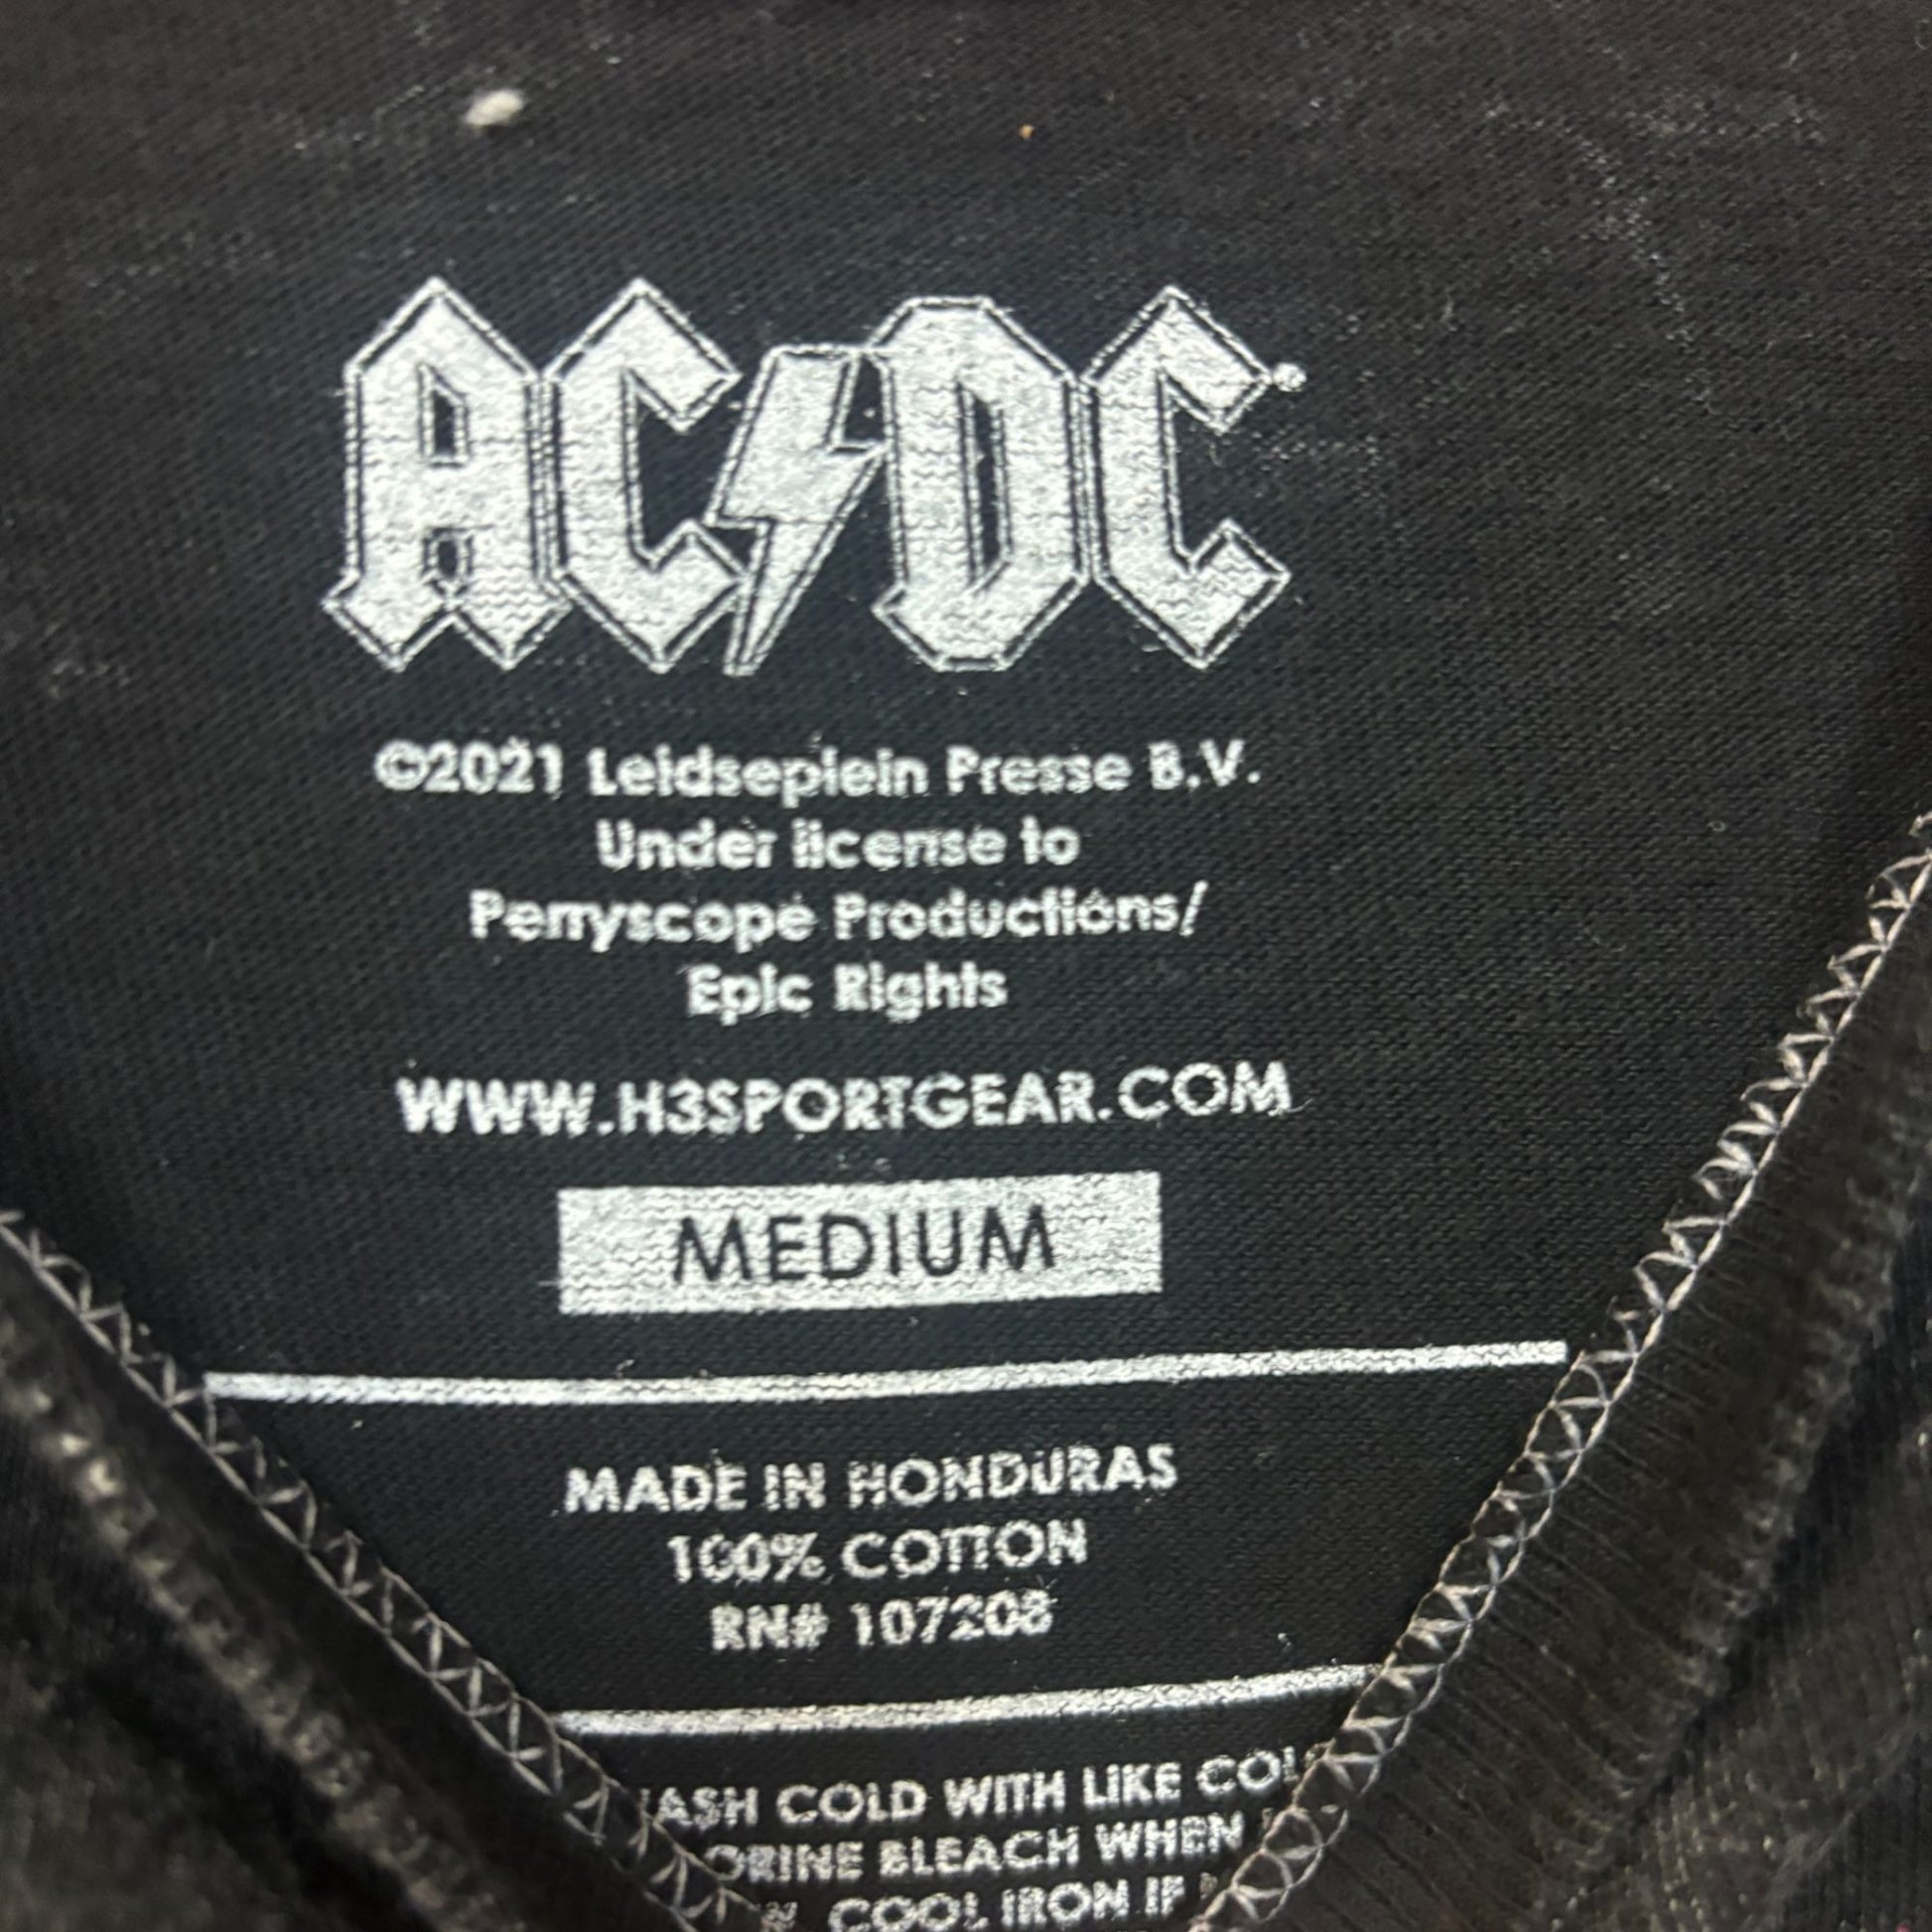 AC⚡DC
©2021 Leidseplein Presse B.V.
Under license to
Perryscope Productions/
Epic Rights
WWW.H3SPORTGEAR.COM
MEDIUM
MADE IN HONDURAS
100% COTTON
RN# 107208
COLD WITH LIKE
BLEACH WHEN
COOL IRON IF